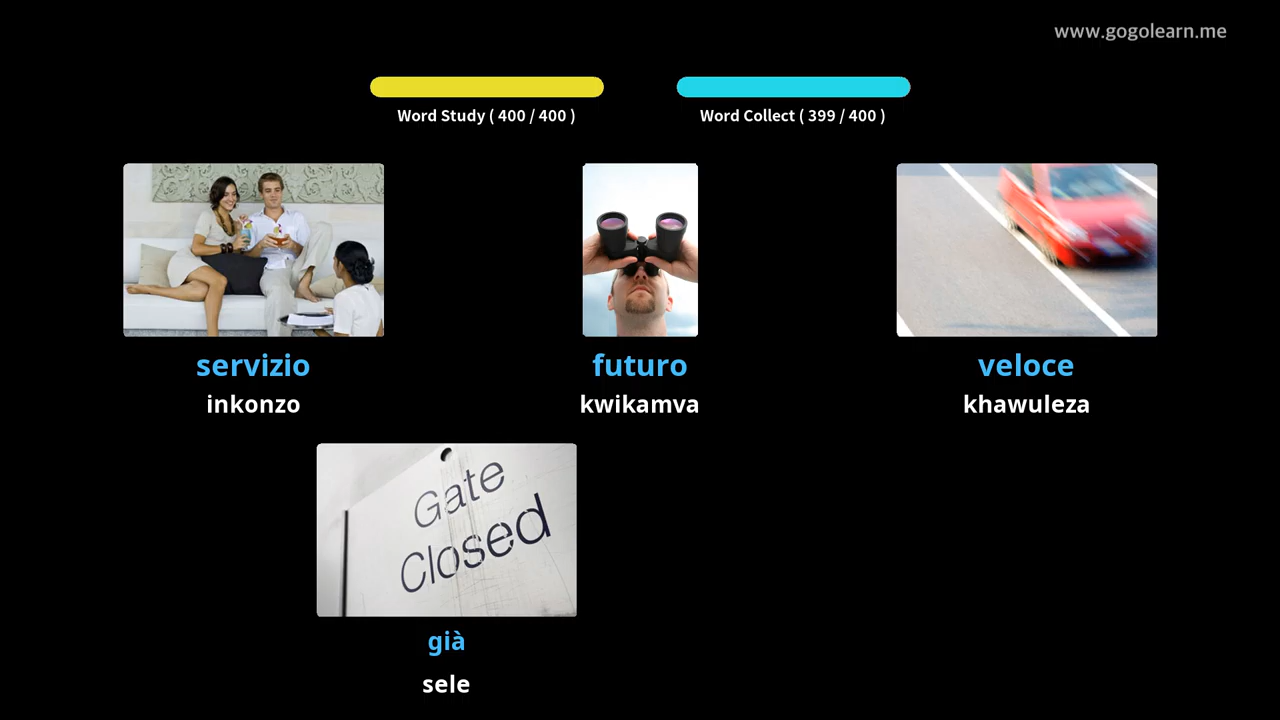 www.gogolearn.me
Word Study ( 400 / 400 )
Word Collect ( 399 / 400 )
servizio
inkonzo
futuro
kwikamva
veloce
khawuleza
Gate
Closed
già
sele